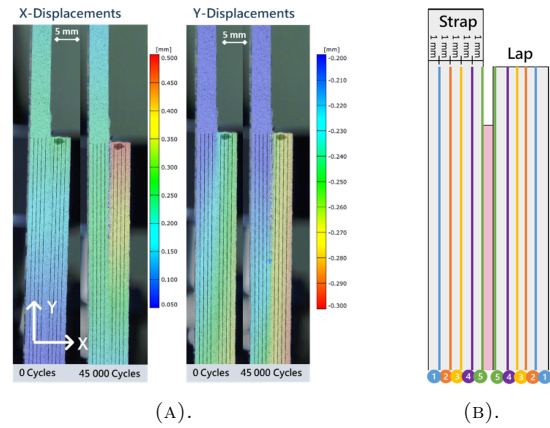 X-Displacements
Y-Displacements
5 mm
5 mm
[mm]
0.500
0.450
0.400
0.350
0.300
0.250
0.200
0.150
0.100
0.050
[mm]
-0.200
-0.210
-0.220
-0.230
-0.240
-0.250
-0.260
-0.270
-0.280
-0.290
-0.300
Y
X
0 Cycles
45 000 Cycles
0 Cycles
45 000 Cycles
(A).
Strap
1 mm
1 mm
1 mm
1 mm
Lap
1 2 3 4 5 5 4 3 2 1
(B).